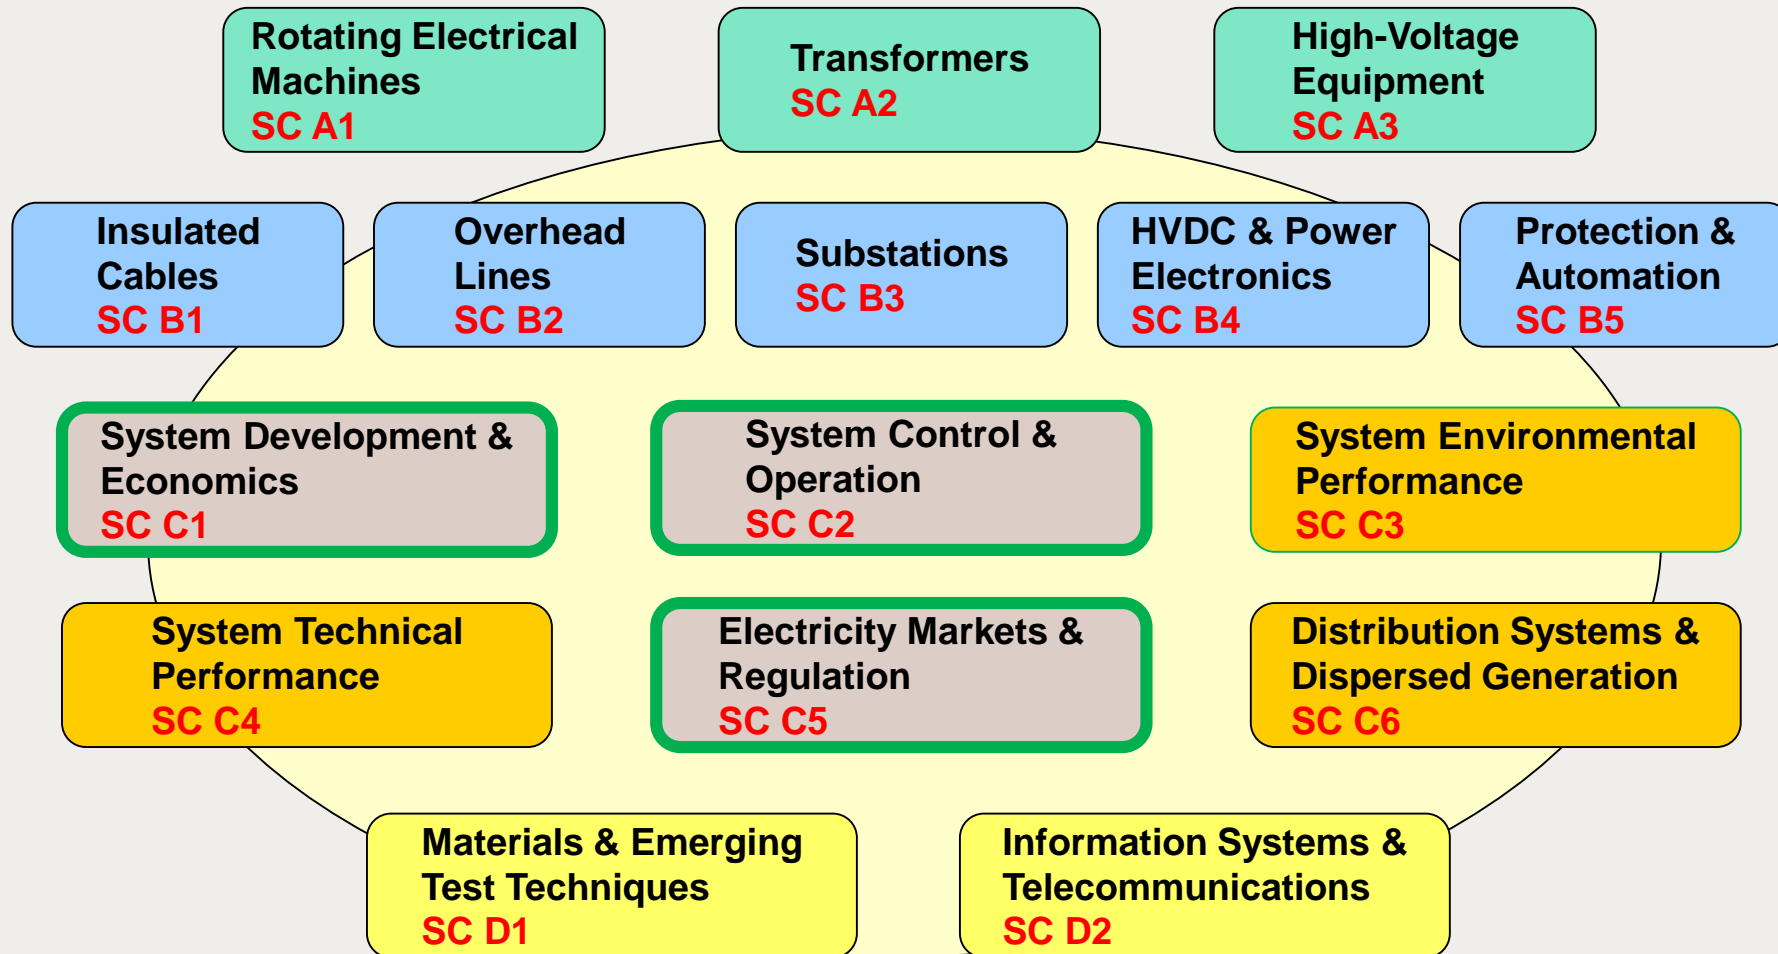 Rotating Electrical
Machines
SC A1
Transformers
SC A2
High-Voltage
Equipment
SC A3
Insulated
Cables
SC B1
Overhead
Lines
SC B2
Substations
SC B3
HVDC & Power
Electronics
SC B4
Protection &
Automation
SC B5
System Development &
Economics
SC C1
System Control &
Operation
SC C2
System Environmental
Performance
SC C3
System Technical
Performance
SC C4
Electricity Markets &
Regulation
SC C5
Distribution Systems &
Dispersed Generation
SC C6
Materials & Emerging
Test Techniques
SC D1
Information Systems &
Telecommunications
SC D2